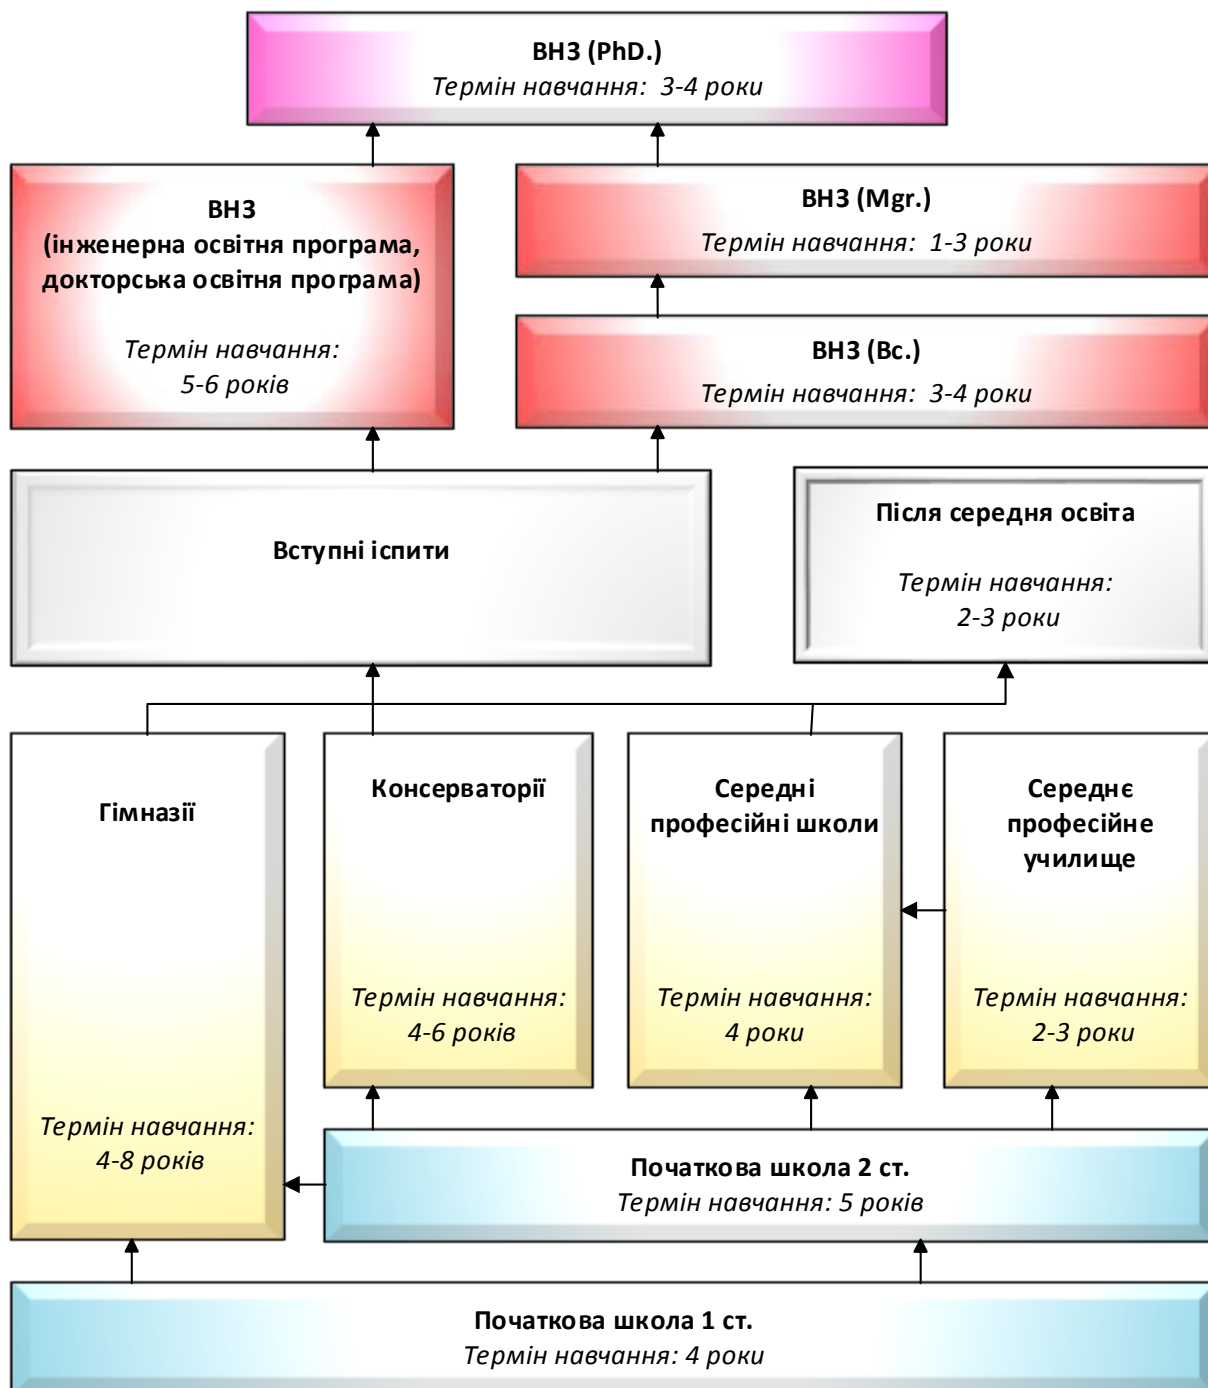 ВНЗ (PhD.)
Термін навчання: 3-4 роки
ВНЗ
(інженерна освітня програма,
докторська освітня програма)
Термін навчання:
5-6 років
ВНЗ (Mgr.)
Термін навчання: 1-3 роки
ВНЗ (Bc.)
Термін навчання: 3-4 роки
Вступні іспити
Після середня освіта
Термін навчання:
2-3 роки
Гімназії
Термін навчання:
4-8 років
Консерваторії
Термін навчання:
4-6 років
Середні
професійні школи
Термін навчання:
4 роки
Середнє
професійне
училище
Термін навчання:
2-3 роки
Початкова школа 2 ст.
Термін навчання: 5 років
Початкова школа 1 ст.
Термін навчання: 4 роки